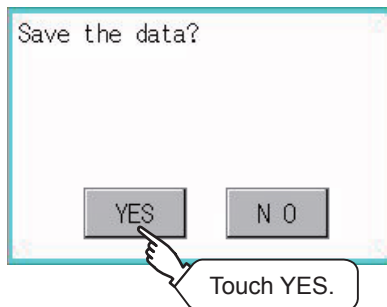 Save the data?
YES
N O
Touch YES.